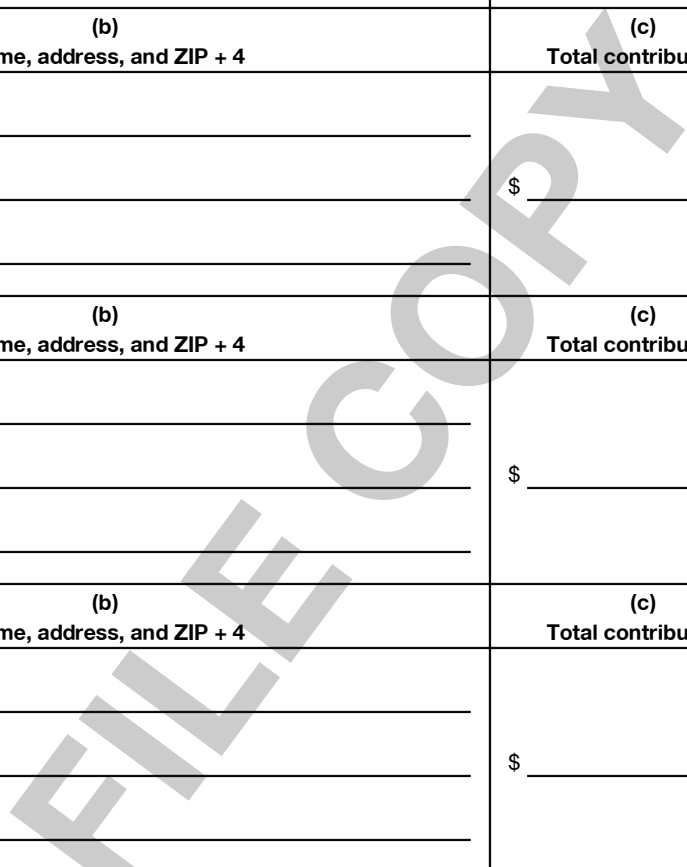 (b) (c)
me, address, and ZIP + 4 Total contribu
$
(b) (c)
me, address, and ZIP + 4 Total contribu
$
(b) (c)
me, address, and ZIP + 4 Total contribu
$
FILE COPY